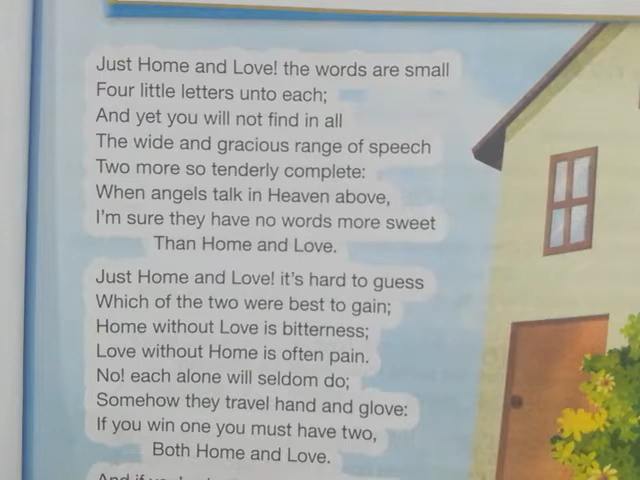 Just Home and Love! the words are small
Four little letters unto each;
And yet you will not find in all
The wide and gracious range of speech
Two more so tenderly complete:
When angels talk in Heaven above,
I'm sure they have no words more sweet
Than Home and Love.
Just Home and Love! it's hard to guess
Which of the two were best to gain;
Home without Love is bitterness;
Love without Home is often pain.
No! each alone will seldom do;
Somehow they travel hand and glove:
If you win one you must have two,
Both Home and Love.